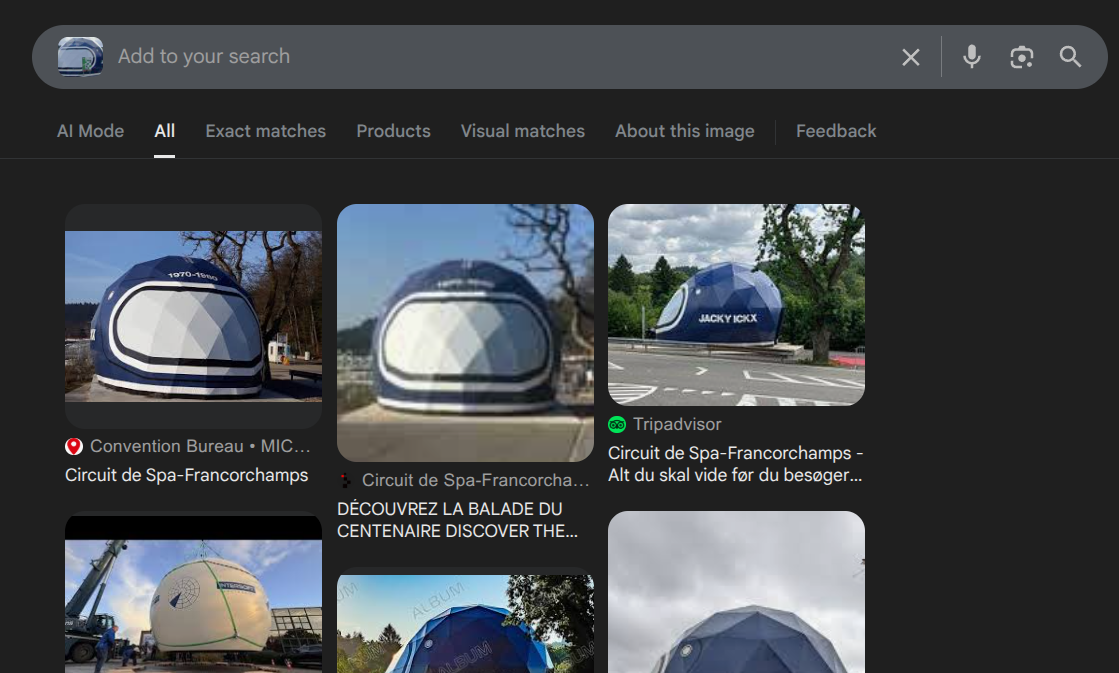 Add to your search
AI Mode
All
Exact matches
Products
Visual matches
About this image
Feedback
1970-1980
Convention Bureau • MIC...
Circuit de Spa-Francorchamps
Circuit de Spa-Francorcha...
DÉCOUVREZ LA BALADE DU
CENTENAIRE DISCOVER THE...
JACKY ICKX
Tripadvisor
Circuit de Spa-Francorchamps -
Alt du skal vide før du besøger...
ALBUM
ALBUM